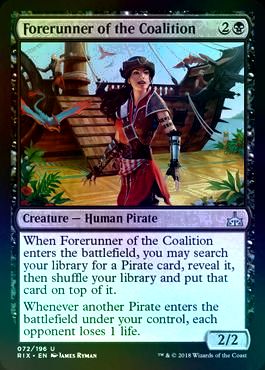 Forerunner of the Coalition 2
Creature — Human Pirate
When Forerunner of the Coalition
enters the battlefield, you may search
your library for a Pirate card, reveal it,
then shuffle your library and put that
card on top of it.
Whenever another Pirate enters the
battlefield under your control, each
opponent loses 1 life.
2/2
072/196 U
RIX • EN JAMES RYMAN
™ & © 2018 Wizards of the Coast